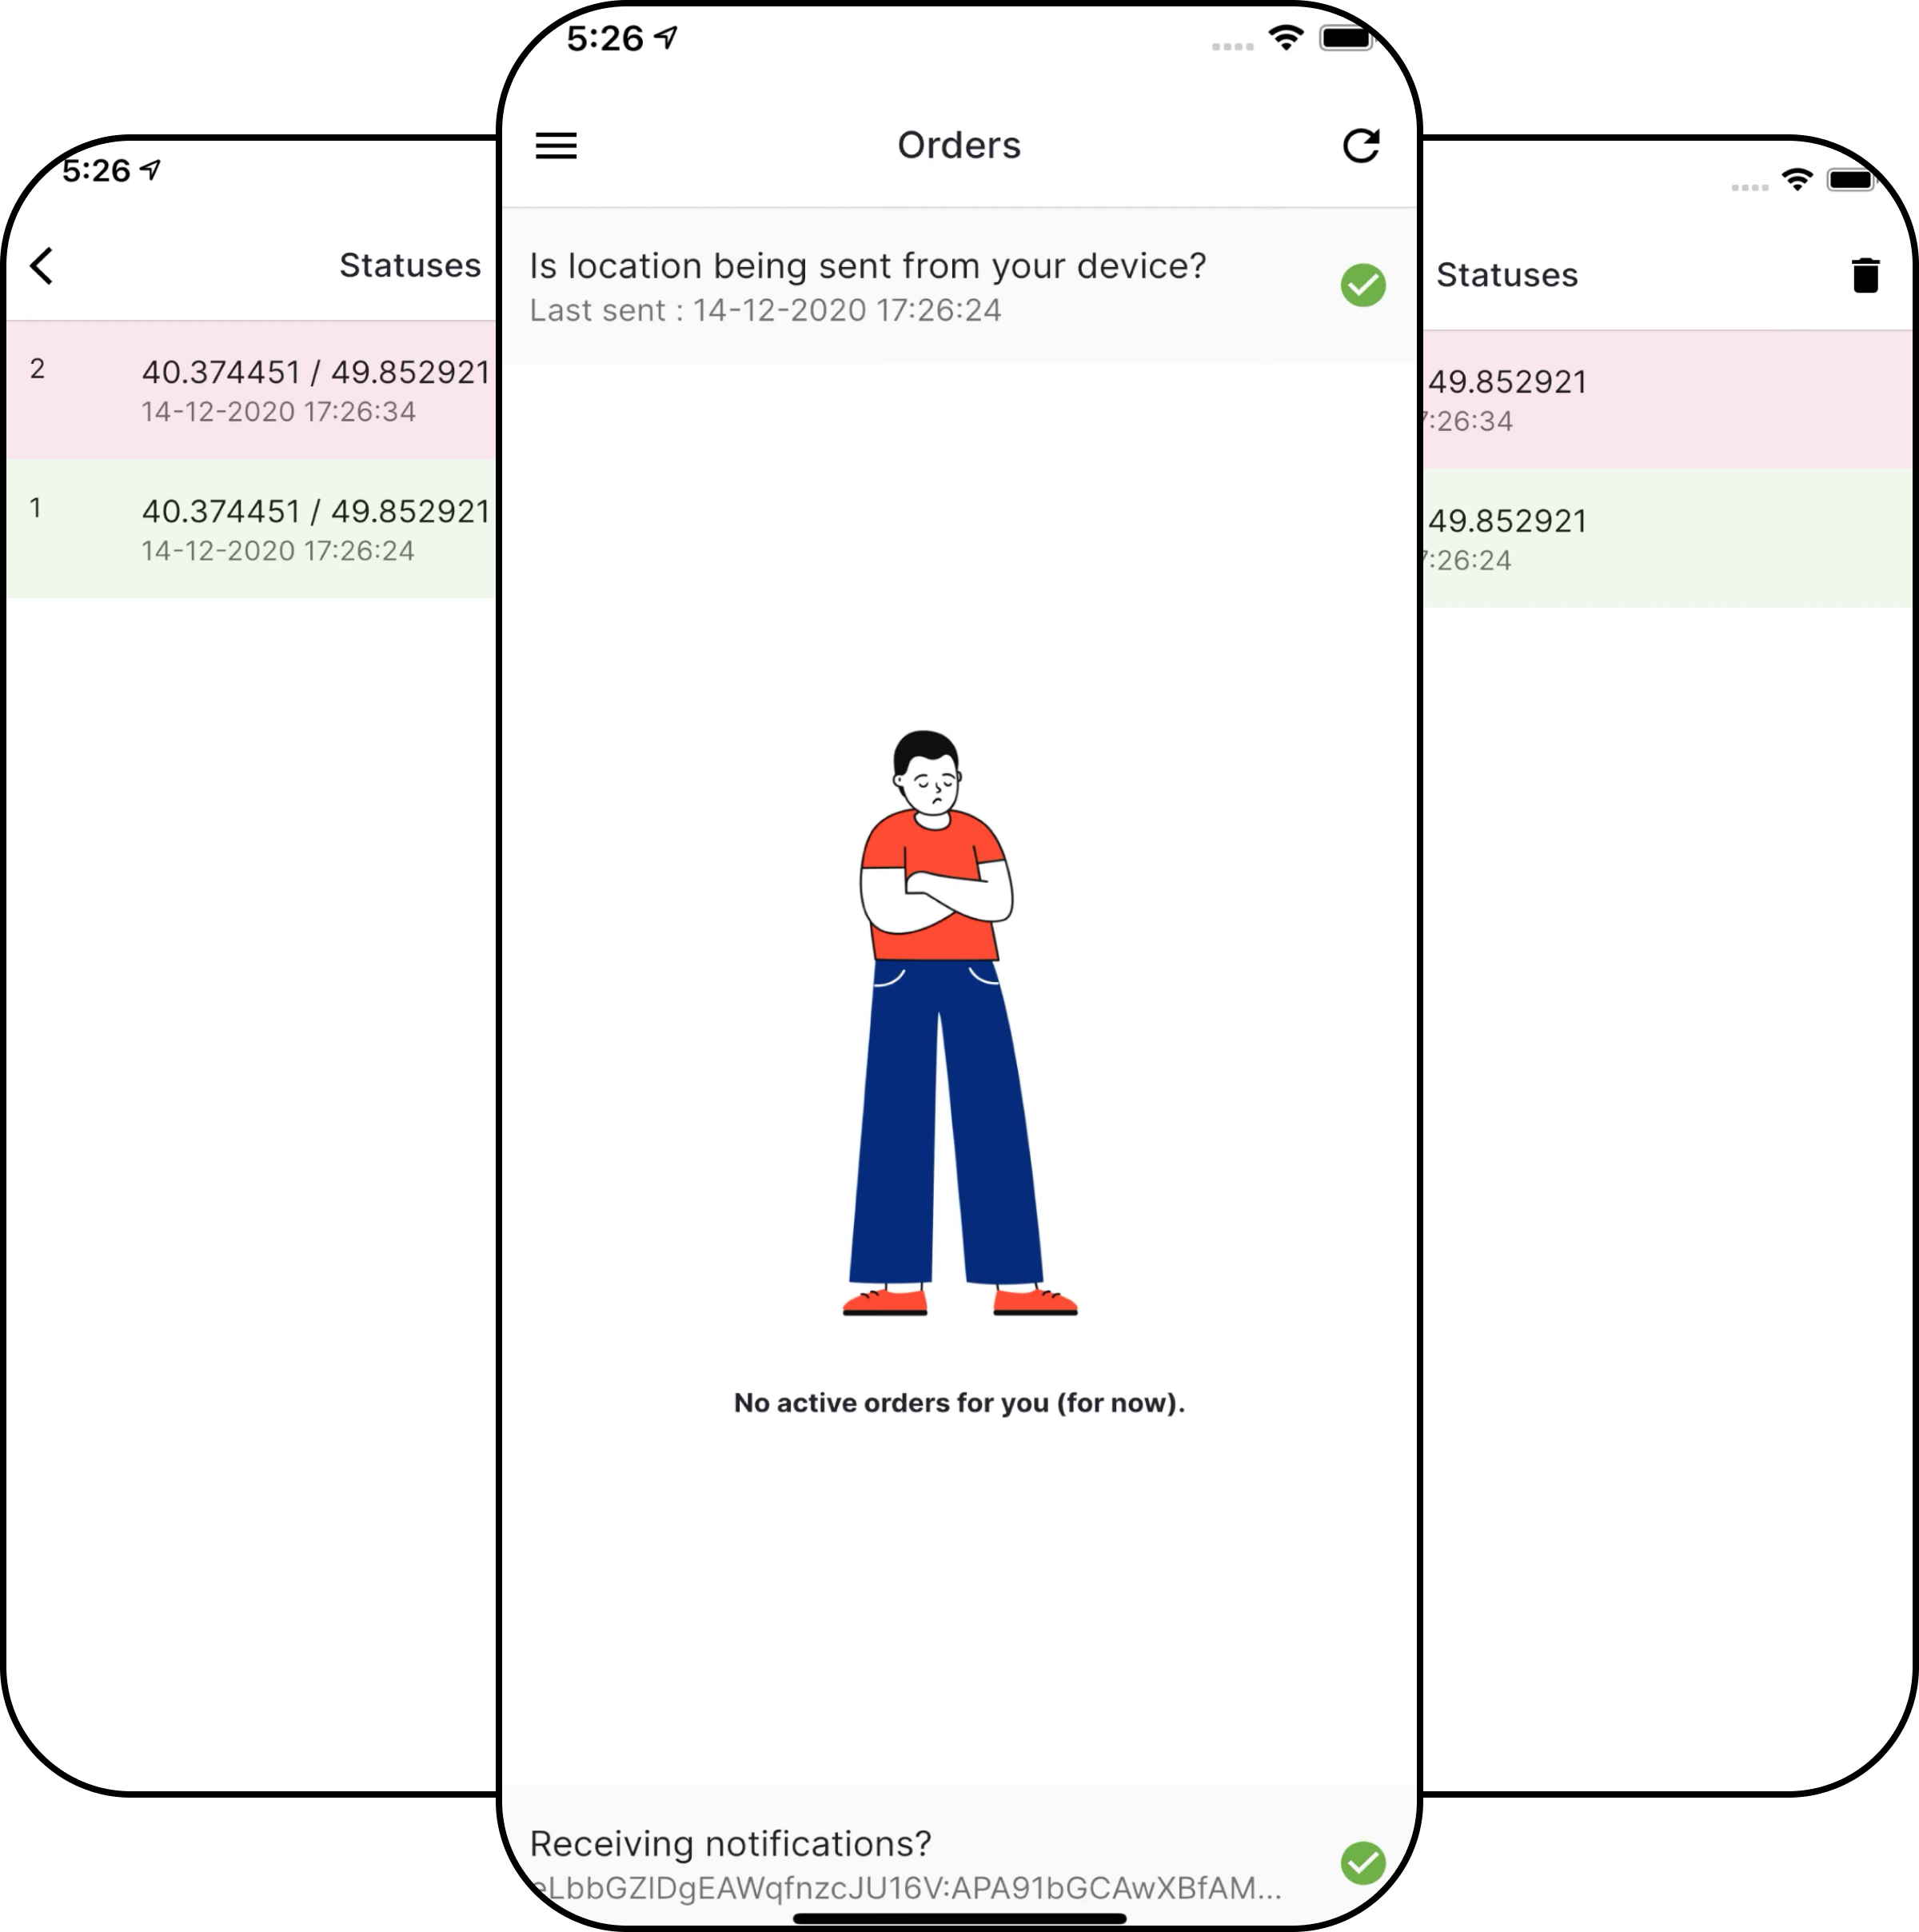 5:26
Statuses
2
40.374451 / 49.852921
14-12-2020 17:26:34
1
40.374451 / 49.852921
14-12-2020 17:26:24
5:26
Orders
Is location being sent from your device?
Last sent : 14-12-2020 17:26:24
No active orders for you (for now).
Receiving notifications?
eLbbGZIDgEAWqfnzcJU16V:APA91bGCAwXBfAM...
Statuses
49.852921
7:26:34
49.852921
7:26:24